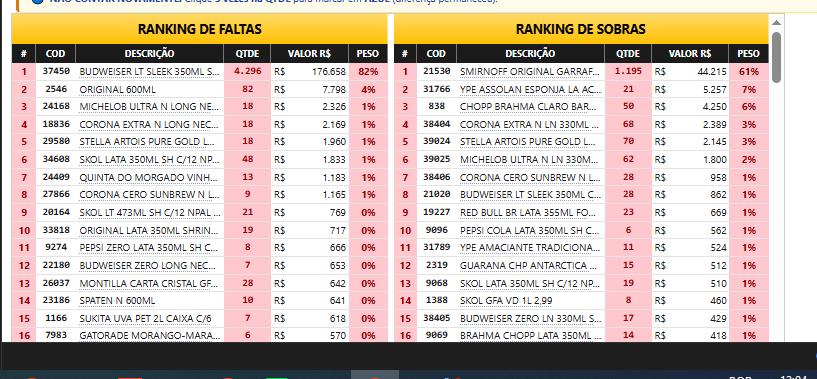 NÃO CONTAR NOVAMENTE! Clique 3 vezes na QTDE para marcar em AZUL (diferença permaneceu).
RANKING DE FALTAS
# COD DESCRIÇÃO QTDE VALOR R$ PESO
1 37450 BUDWEISER LT SLEEK 350ML S... 4.296 R$ 176.658 82%
2 2546 ORIGINAL 600ML 82 R$ 7.798 4%
3 24168 MICHELOB ULTRA N LONG NE... 18 R$ 2.326 1%
4 18836 CORONA EXTRA N LONG NEC... 18 R$ 2.169 1%
5 29580 STELLA ARTOIS PURE GOLD L... 18 R$ 1.960 1%
6 34608 SKOL LATA 350ML SH C/12 NP... 48 R$ 1.833 1%
7 24409 QUINTA DO MORGADO VINH... 13 R$ 1.183 1%
8 27866 CORONA CERO SUNBREW N L... 9 R$ 1.165 1%
9 20164 SKOL LT 473ML SH C/12 NPAL ... 21 R$ 769 0%
10 33818 ORIGINAL LATA 350ML SHRIN... 19 R$ 717 0%
11 9274 PEPSI ZERO LATA 350ML SH C... 8 R$ 666 0%
12 22180 BUDWEISER ZERO LONG NEC... 7 R$ 653 0%
13 26037 MONTILLA CARTA CRISTAL GF... 28 R$ 642 0%
14 23186 SPATEN N 600ML 10 R$ 641 0%
15 1166 SUKITA UVA PET 2L CAIXA C/6 7 R$ 618 0%
16 7983 GATORADE MORANGO-MARA... 6 R$ 570 0%
RANKING DE SOBRAS
# COD DESCRIÇÃO QTDE VALOR R$ PESO
1 21530 SMIRNOFF ORIGINAL GARRAF... 1.195 R$ 44.215 61%
2 31766 YPE ASSOLAN ESPONJA LA AC... 21 R$ 5.257 7%
3 838 CHOPP BRAHMA CLARO BAR... 50 R$ 4.250 6%
4 38404 CORONA EXTRA N LN 330ML ... 68 R$ 2.389 3%
5 39024 STELLA ARTOIS PURE GOLD L... 70 R$ 2.145 3%
6 39025 MICHELOB ULTRA N LN 330M... 62 R$ 1.800 2%
7 38406 CORONA CERO SUNBREW N L... 28 R$ 958 1%
8 21020 BUDWEISER LT SLEEK 350ML C... 28 R$ 862 1%
9 19227 RED BULL BR LATA 355ML FO... 23 R$ 669 1%
10 9096 PEPSI COLA LATA 350ML SH C... 6 R$ 562 1%
11 31789 YPE AMACIANTE TRADICIONA... 11 R$ 524 1%
12 2319 GUARANA CHP ANTARCTICA ... 15 R$ 512 1%
13 9068 SKOL LATA 350ML SH C/12 NP... 19 R$ 510 1%
14 1388 SKOL GFA VD 1L 2,99 8 R$ 460 1%
15 38405 BUDWEISER ZERO LN 330ML S... 17 R$ 429 1%
16 9069 BRAHMA CHOPP LATA 350ML ... 14 R$ 418 1%